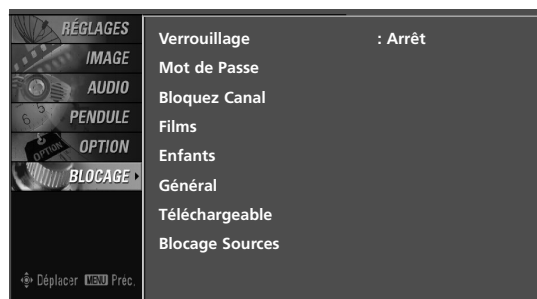 RÉGLAGES
IMAGE
AUDIO
PENDULE
OPTION
BLOCAGE
Verrouillage : Arrêt
Mot de Passe
Bloquez Canal
Films
Enfants
Général
Téléchargeable
Blocage Sources
Déplacer MENU Préc.